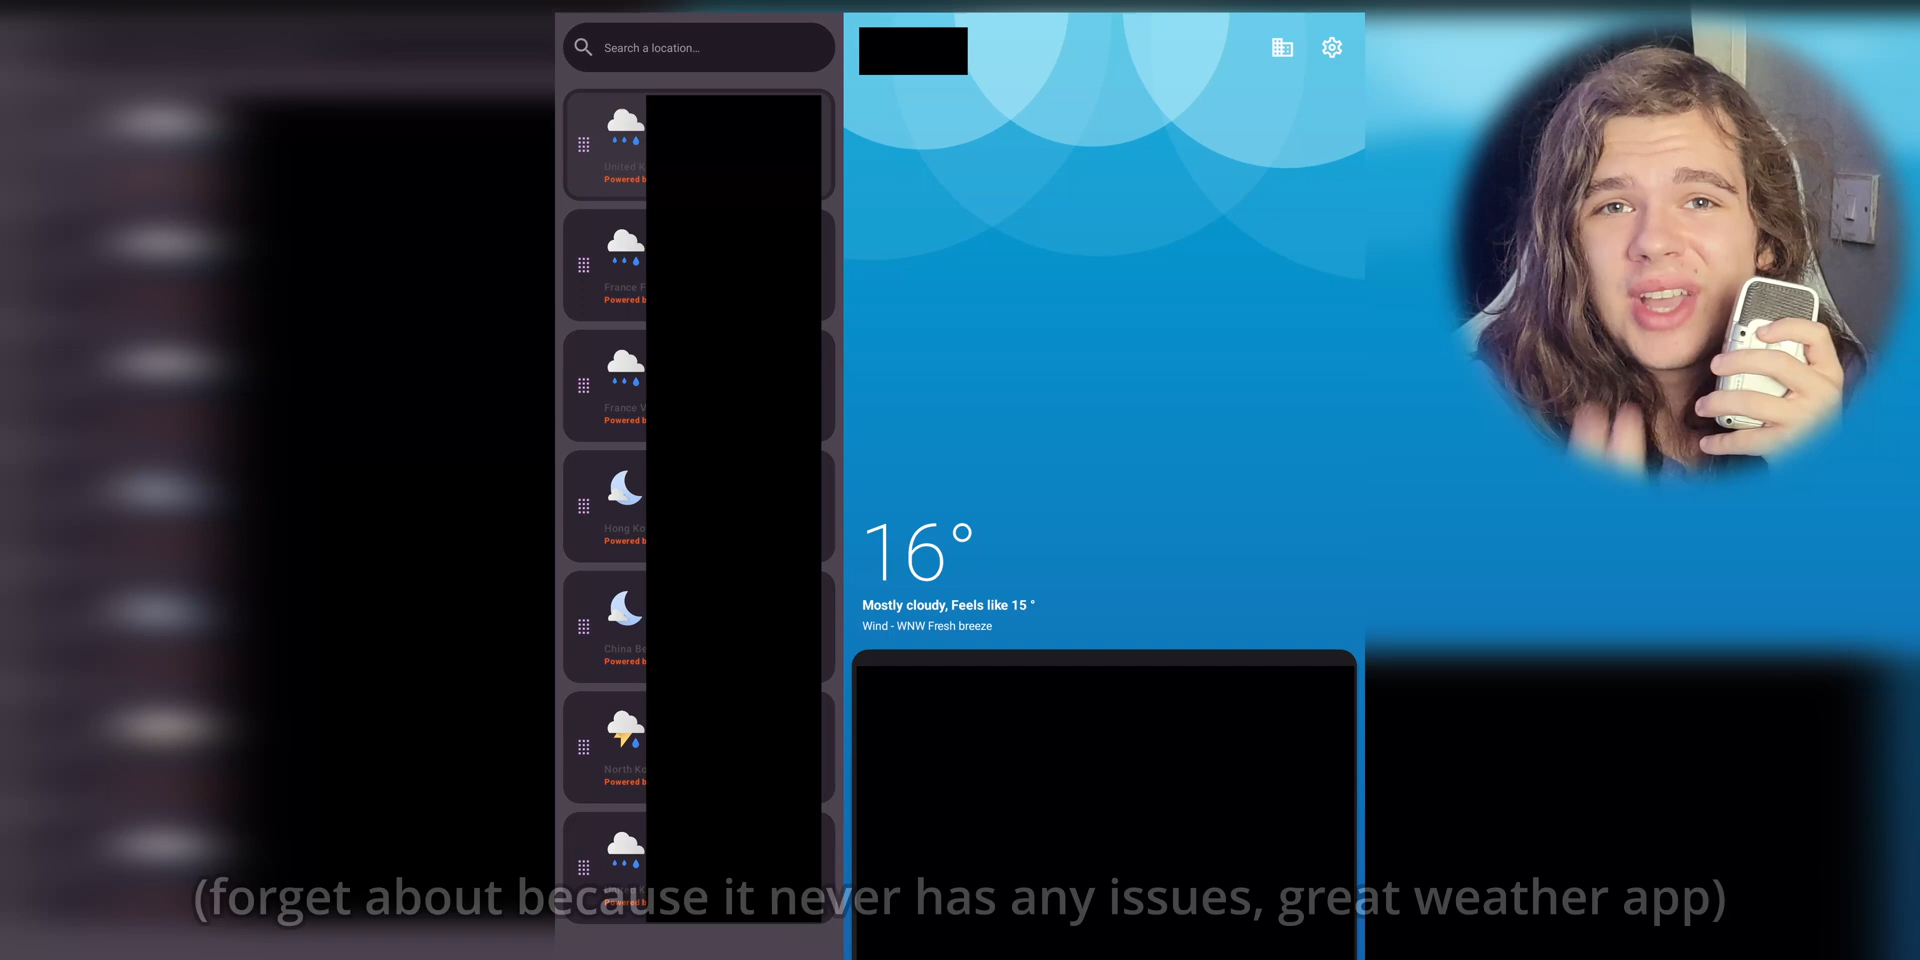 Search a location...
United K
Powered b
France F
Powered b
France V
Powered b
Hong Ko
Powered b
China Be
Powered b
North Ko
Powered b
United K
Powered b
16°
Mostly cloudy, Feels like 15 °
Wind - WNW Fresh breeze
(forget about because it never has any issues, great weather app)